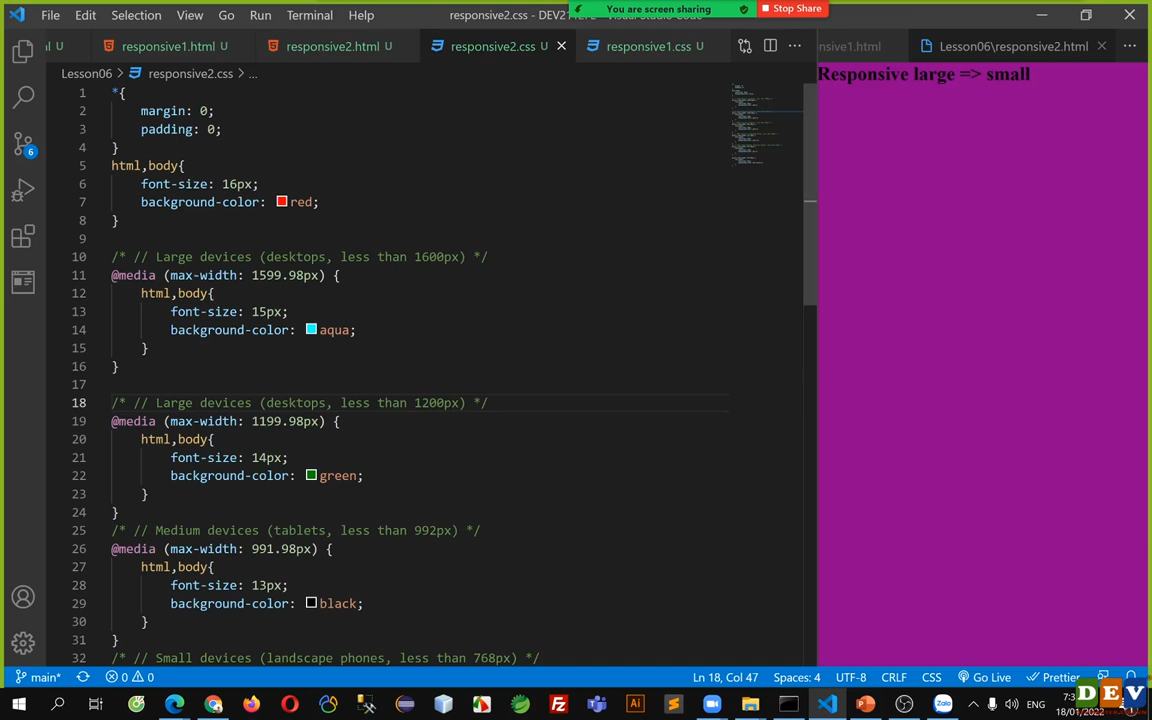 File Edit Selection View Go Run Terminal Help
responsive2.css - DEV
You are screen sharing
Stop Share
U
responsive1.html U
responsive2.html U
responsive2.css U
responsive1.css U
Lesson06\responsive2.html
Lesson06 > responsive2.css > ...
Responsive large => small
1 *{
2 margin: 0;
3 padding: 0;
4 }
5 html,body{
6 font-size: 16px;
7 background-color: red;
8 }
9
10 /* // Large devices (desktops, less than 1600px) */
11 @media (max-width: 1599.98px) {
12 html,body{
13 font-size: 15px;
14 background-color: aqua;
15 }
16 }
17
18 /* // Large devices (desktops, less than 1200px) */
19 @media (max-width: 1199.98px) {
20 html,body{
21 font-size: 14px;
22 background-color: green;
23 }
24 }
25 /* // Medium devices (tablets, less than 992px) */
26 @media (max-width: 991.98px) {
27 html,body{
28 font-size: 13px;
29 background-color: black;
30 }
31 }
32 /* // Small devices (landscape phones, less than 768px) */
6
main* 0 0
Ln 18, Col 47 Spaces: 4 UTF-8 CRLF CSS Go Live Prettier
ENG
18/01/2022
DEV